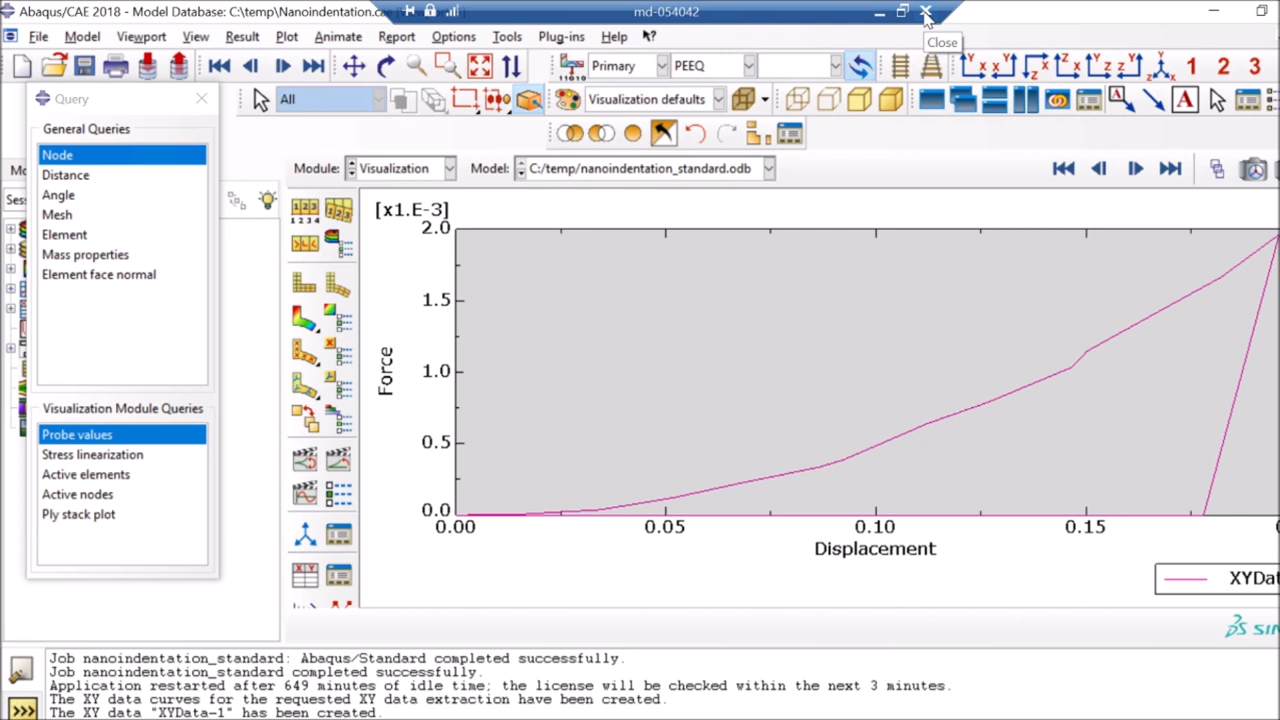 Abaqus/CAE 2018 - Model Database: C:\temp\Nanoindentation.ca
md-054042
Close
File Model Viewport View Result Plot Animate Report Options Tools Plug-ins Help
Primary PEEQ
All Visualization defaults
Query
General Queries
Node
Distance
Angle
Mesh
Element
Mass properties
Element face normal
Visualization Module Queries
Probe values
Stress linearization
Active elements
Active nodes
Ply stack plot
Module: Visualization Model: C:/temp/nanoindentation_standard.odb
[x1.E-3]
2.0
1.5
1.0
0.5
0.0
Force
0.00 0.05 0.10 0.15
Displacement
XYDa
Job nanoindentation_standard: Abaqus/Standard completed successfully.
Job nanoindentation_standard completed successfully.
Application restarted after 649 minutes of idle time; the license will be checked within the next 3 minutes.
The XY data curves for the requested XY data extraction have been created.
The XY data "XYData-1" has been created.